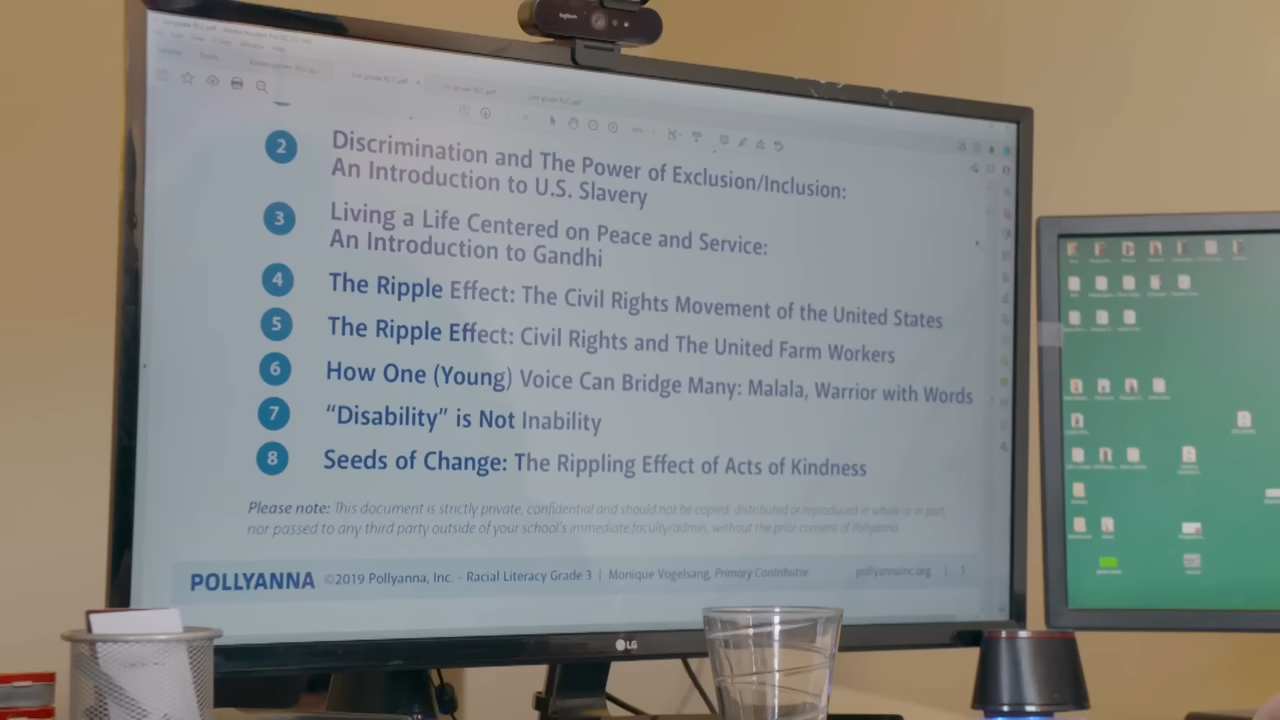 logitech
2 Discrimination and The Power of Exclusion/Inclusion:
An Introduction to U.S. Slavery
3 Living a Life Centered on Peace and Service:
An Introduction to Gandhi
4 The Ripple Effect: The Civil Rights Movement of the United States
5 The Ripple Effect: Civil Rights and The United Farm Workers
6 How One (Young) Voice Can Bridge Many: Malala, Warrior with Words
7 “Disability” is Not Inability
8 Seeds of Change: The Rippling Effect of Acts of Kindness
Please note: This document is strictly private, confidential and should not be copied, distributed or reproduced in whole or in part,
nor passed to any third party outside of your school's immediate faculty/admin, without the prior consent of Pollyanna
POLLYANNA ©2019 Pollyanna, Inc. - Racial Literacy Grade 3 | Monique Vogelsang, Primary Contributor pollyannainc.org | 1
LG